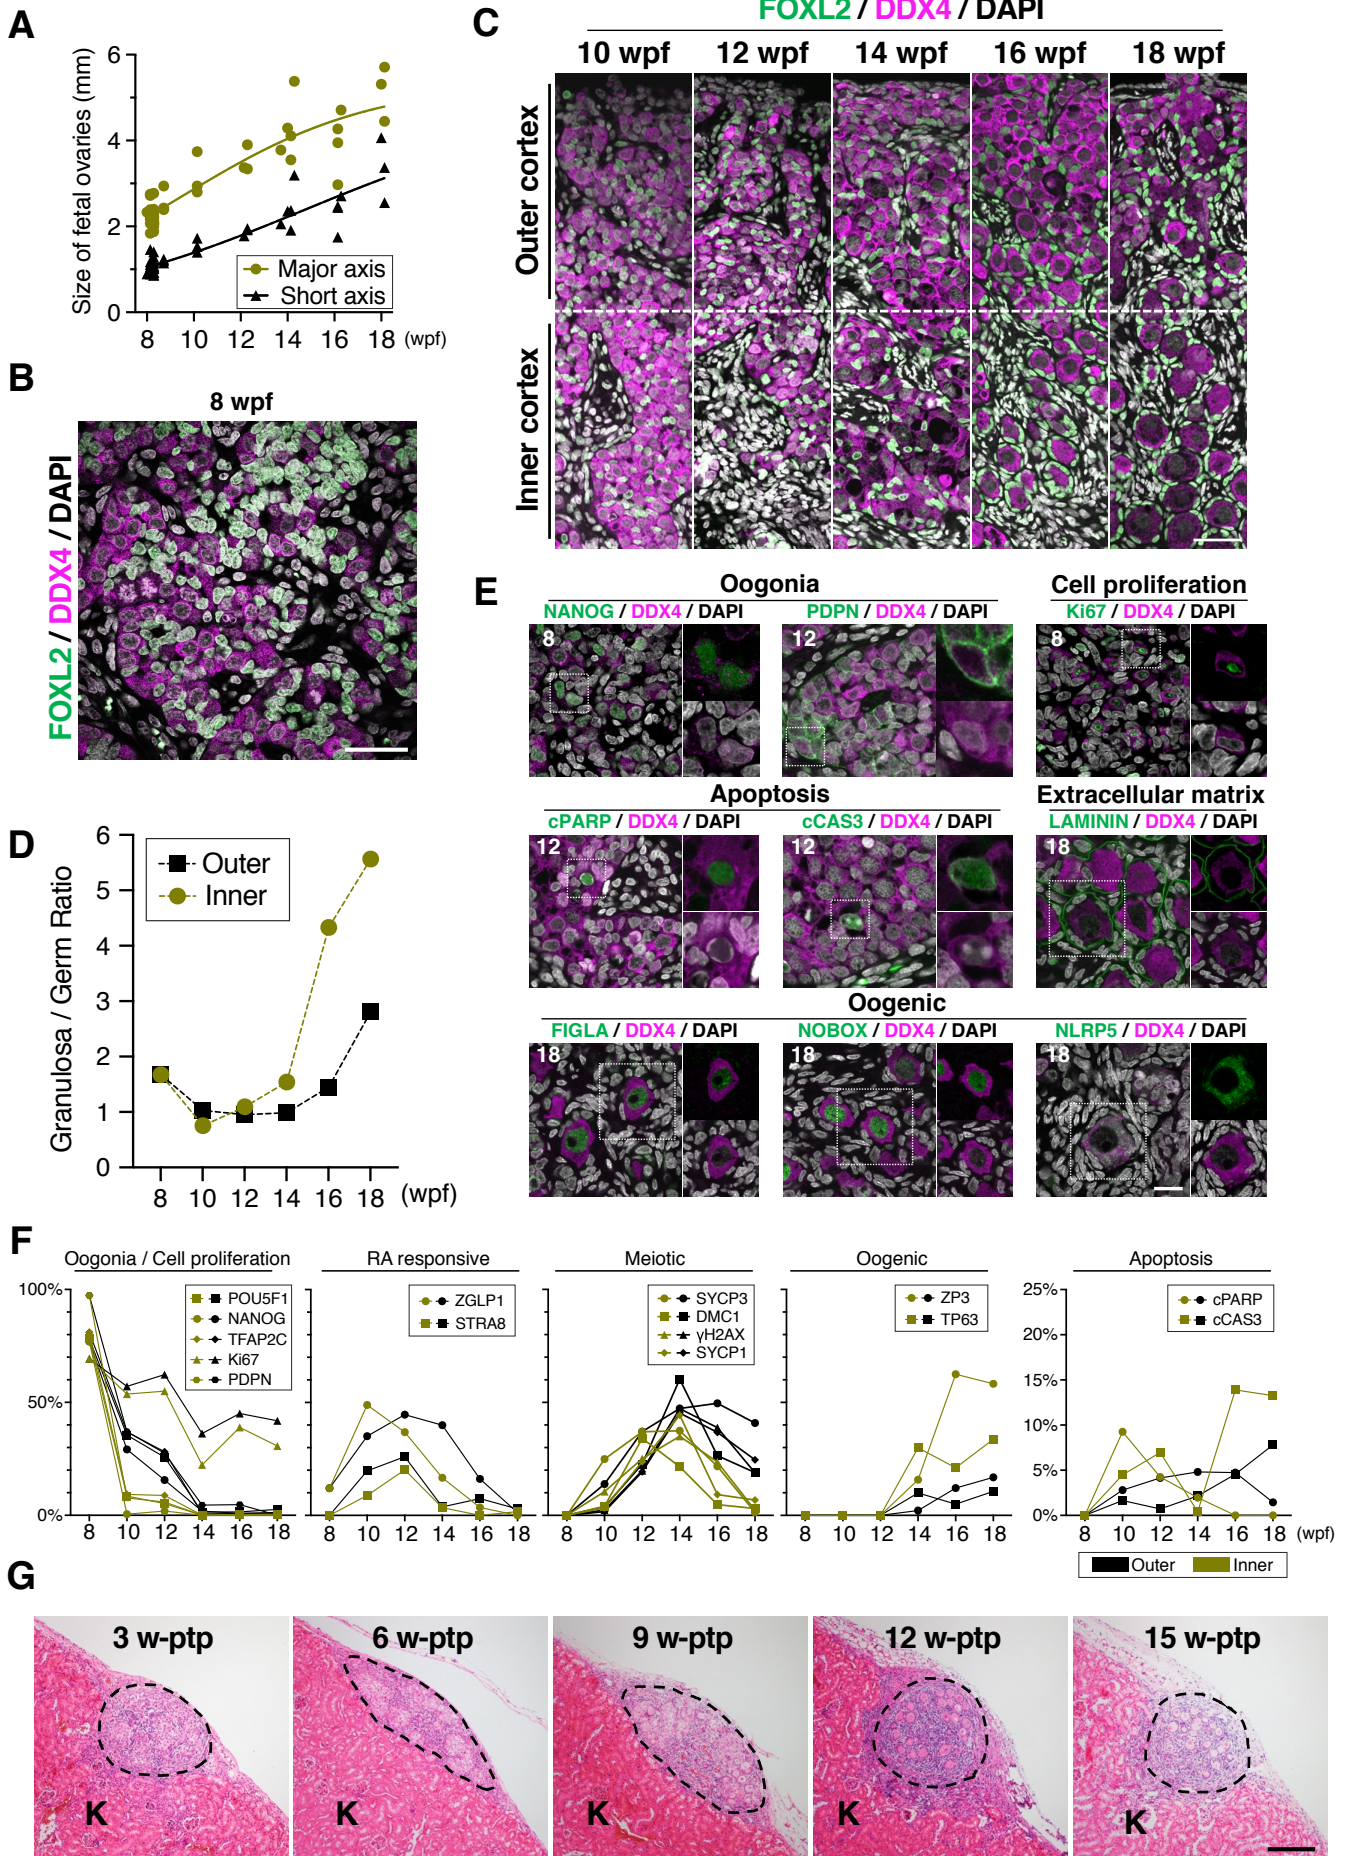 A
Size of fetal ovaries (mm)
6
4
2
0
8 10 12 14 16 18 (wpf)
Major axis
Short axis
B
8 wpf
FOXL2 / DDX4 / DAPI
C
FOXL2 / DDX4 / DAPI
10 wpf 12 wpf 14 wpf 16 wpf 18 wpf
Outer cortex
Inner cortex
D
Granulosa / Germ Ratio
6
5
4
3
2
1
0
8 10 12 14 16 18 (wpf)
Outer
Inner
E
Oogonia
Cell proliferation
NANOG / DDX4 / DAPI
PDPN / DDX4 / DAPI
Ki67 / DDX4 / DAPI
8
12
8
Apoptosis
Extracellular matrix
cPARP / DDX4 / DAPI
cCAS3 / DDX4 / DAPI
LAMININ / DDX4 / DAPI
12
12
18
Oogenic
FIGLA / DDX4 / DAPI
NOBOX / DDX4 / DAPI
NLRP5 / DDX4 / DAPI
18
18
18
F
Oogonia / Cell proliferation
100%
50%
0%
8 10 12 14 16 18
POU5F1
NANOG
TFAP2C
Ki67
PDPN
RA responsive
8 10 12 14 16 18
ZGLP1
STRA8
Meiotic
8 10 12 14 16 18
SYCP3
DMC1
γH2AX
SYCP1
Oogenic
8 10 12 14 16 18
ZP3
TP63
Apoptosis
25%
20%
15%
10%
5%
0%
8 10 12 14 16 18 (wpf)
cPARP
cCAS3
Outer Inner
G
3 w-ptp 6 w-ptp 9 w-ptp 12 w-ptp 15 w-ptp
K K K K K